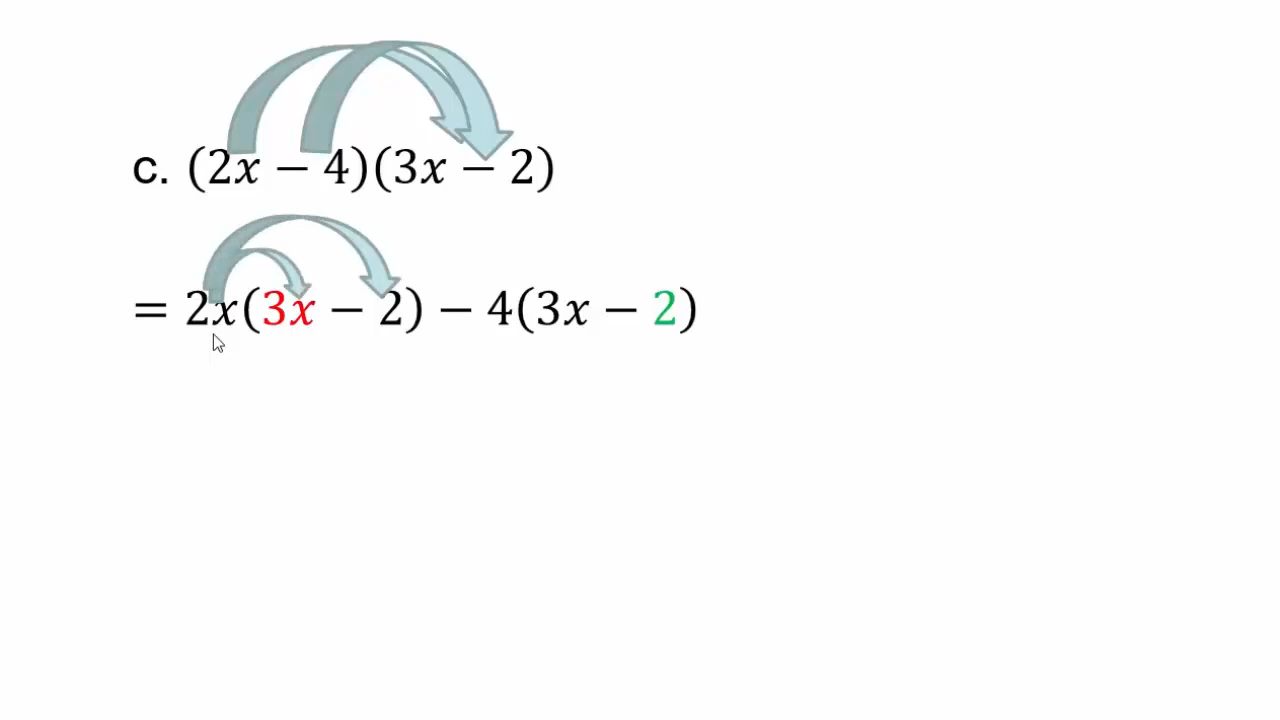 c. (2x − 4)(3x − 2)
= 2x(3x − 2) − 4(3x − 2)